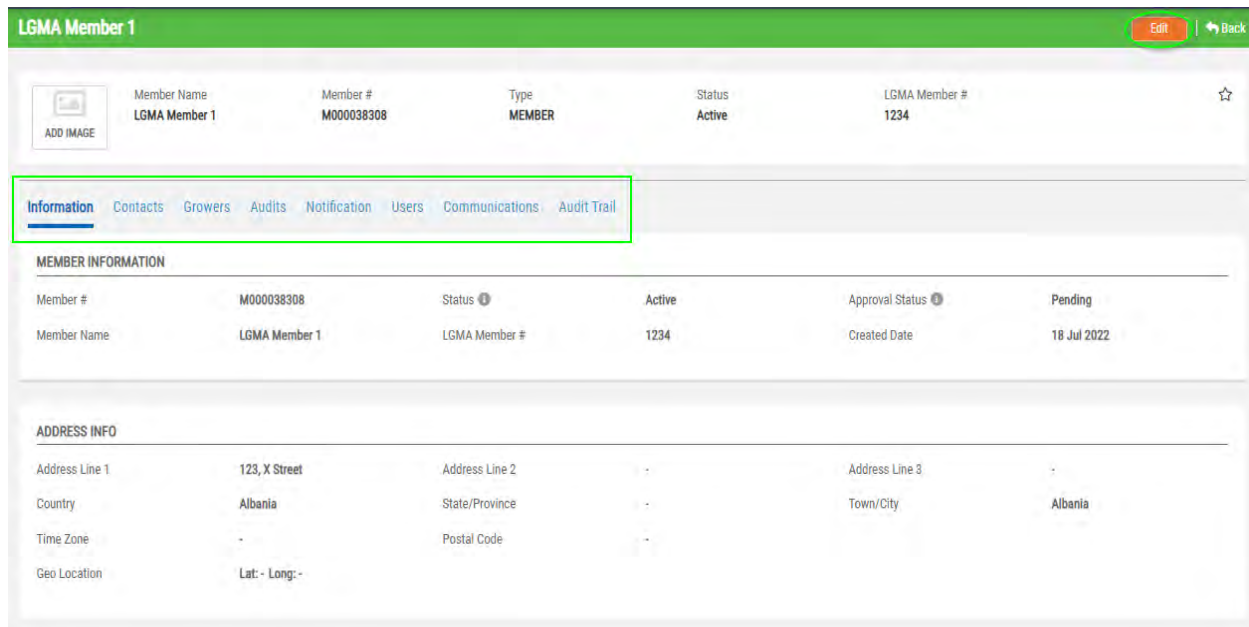 LGMA Member 1 Edit | Back
Member Name Member # Type Status LGMA Member #
LGMA Member 1 M000038308 MEMBER Active 1234
ADD IMAGE
Information Contacts Growers Audits Notification Users Communications Audit Trail
MEMBER INFORMATION
Member # M000038308 Status Active Approval Status Pending
Member Name LGMA Member 1 LGMA Member # 1234 Created Date 18 Jul 2022
ADDRESS INFO
Address Line 1 123, X Street Address Line 2 - Address Line 3 -
Country Albania State/Province - Town/City Albania
Time Zone - Postal Code -
Geo Location Lat: - Long: -